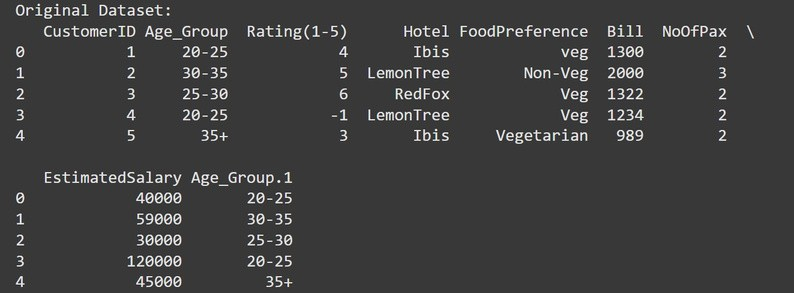 Original Dataset:
CustomerID Age_Group Rating(1-5) Hotel FoodPreference Bill NoOfPax \
0 1 20-25 4 Ibis veg 1300 2
1 2 30-35 5 LemonTree Non-Veg 2000 3
2 3 25-30 6 RedFox Veg 1322 2
3 4 20-25 -1 LemonTree Veg 1234 2
4 5 35+ 3 Ibis Vegetarian 989 2
EstimatedSalary Age_Group.1
0 40000 20-25
1 59000 30-35
2 30000 25-30
3 120000 20-25
4 45000 35+